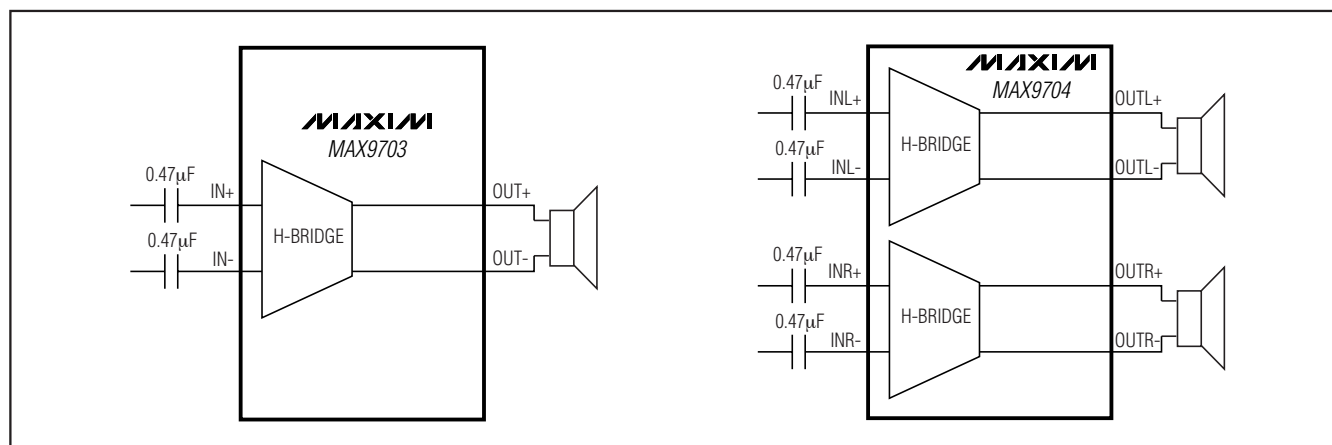 MAXIM
MAX9703
0.47μF
IN+
0.47μF
IN-
H-BRIDGE
OUT+
OUT-
MAXIM
MAX9704
0.47μF
INL+
0.47μF
INL-
H-BRIDGE
OUTL+
OUTL-
0.47μF
INR+
0.47μF
INR-
H-BRIDGE
OUTR+
OUTR-